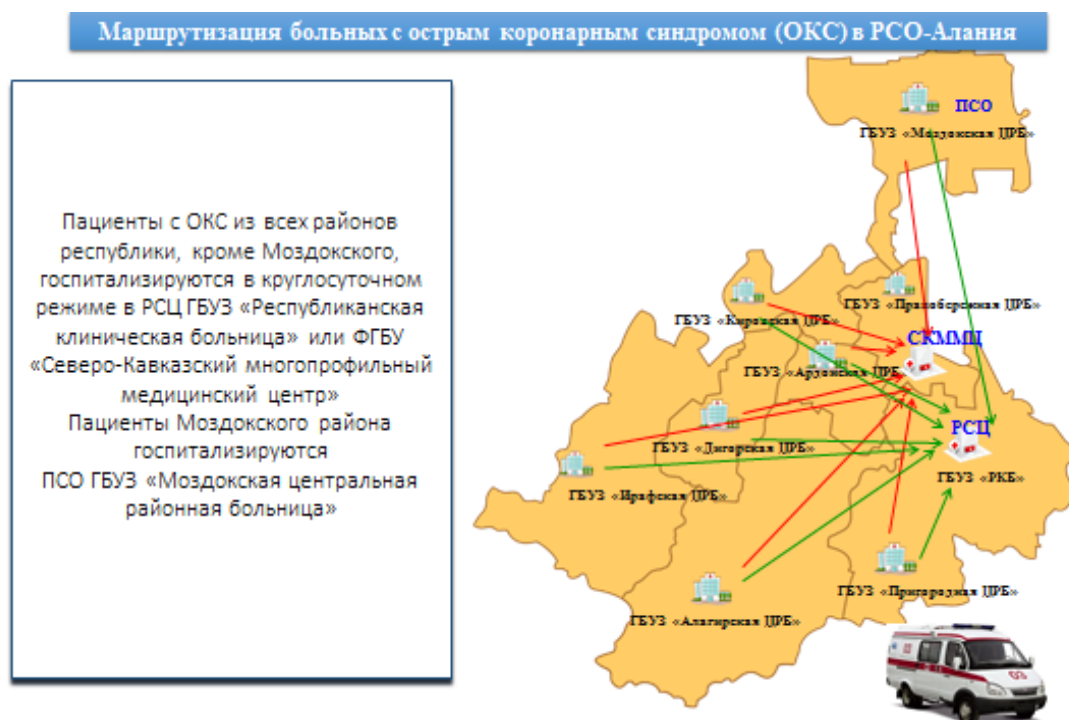 Маршрутизация больных с острым коронарным синдромом (ОКС) в РСО-Алания
Пациенты с ОКС из всех районов
республики, кроме Моздокского,
госпитализируются в круглосуточном
режиме в РСЦ ГБУЗ «Республиканская
клиническая больница» или ФГБУ
«Северо-Кавказский многопрофильный
медицинский центр»
Пациенты Моздокского района
госпитализируются
ПСО ГБУЗ «Моздокская центральная
районная больница»
ПСО
ГБУЗ «Моздокская ЦРБ»
ГБУЗ «Правобережная ЦРБ»
ГБУЗ «Кировская ЦРБ»
СКММЦ
ГБУЗ «Ардонская ЦРБ»
РСЦ
ГБУЗ «Дигорская ЦРБ»
ГБУЗ «РКБ»
ГБУЗ «Ирафская ЦРБ»
ГБУЗ «Пригородная ЦРБ»
ГБУЗ «Алагирская ЦРБ»
03